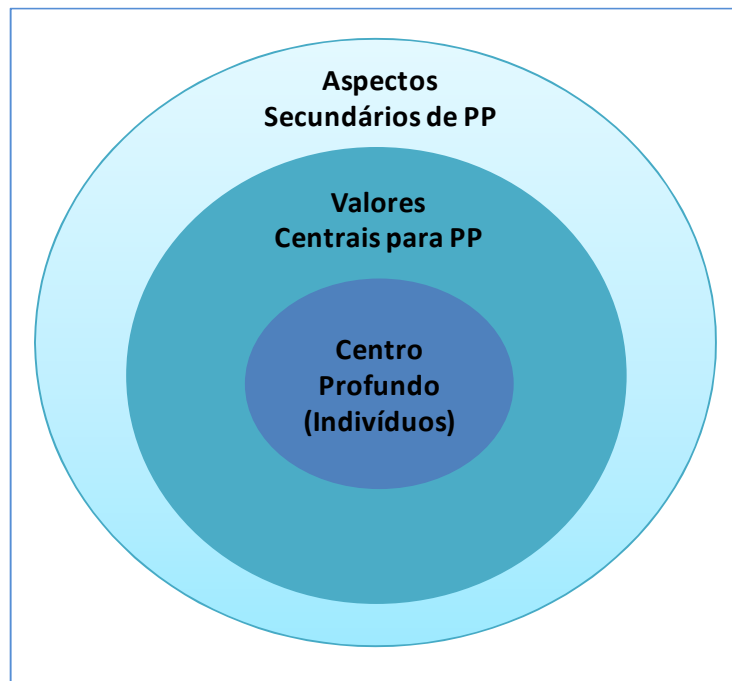 Aspectos
Secundários de PP
Valores
Centrais para PP
Centro
Profundo
(Indivíduos)